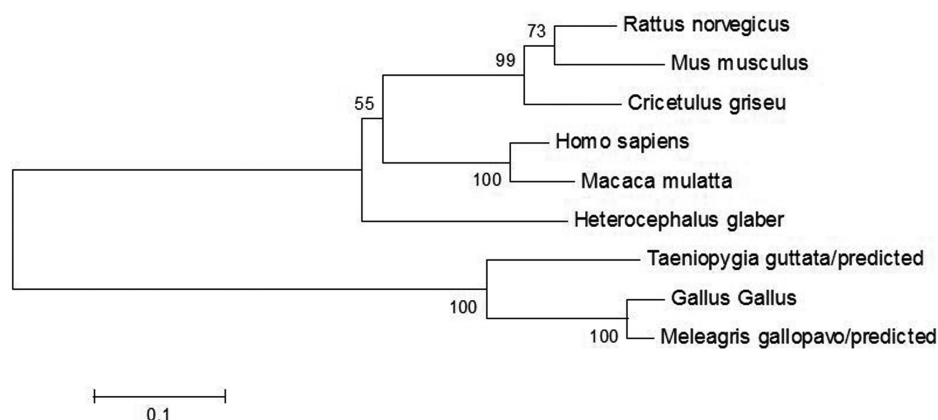 Rattus norvegicus
73
Mus musculus
99
Cricetulus griseu
55
Homo sapiens
100
Macaca mulatta
Heterocephalus glaber
Taeniopygia guttata/predicted
100
Gallus Gallus
100
Meleagris gallopavo/predicted
0.1